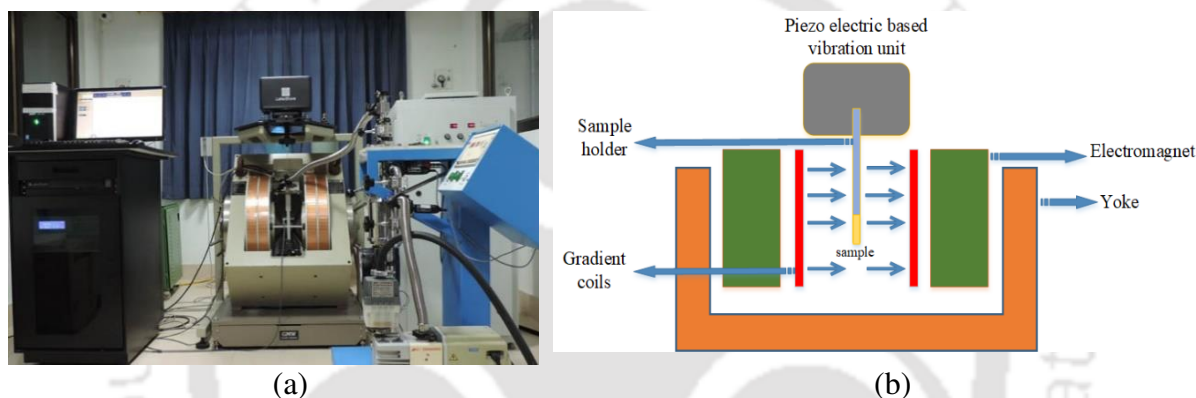 Piezo electric based
vibration unit
Sample
holder
Electromagnet
Yoke
sample
Gradient
coils
(a)
(b)